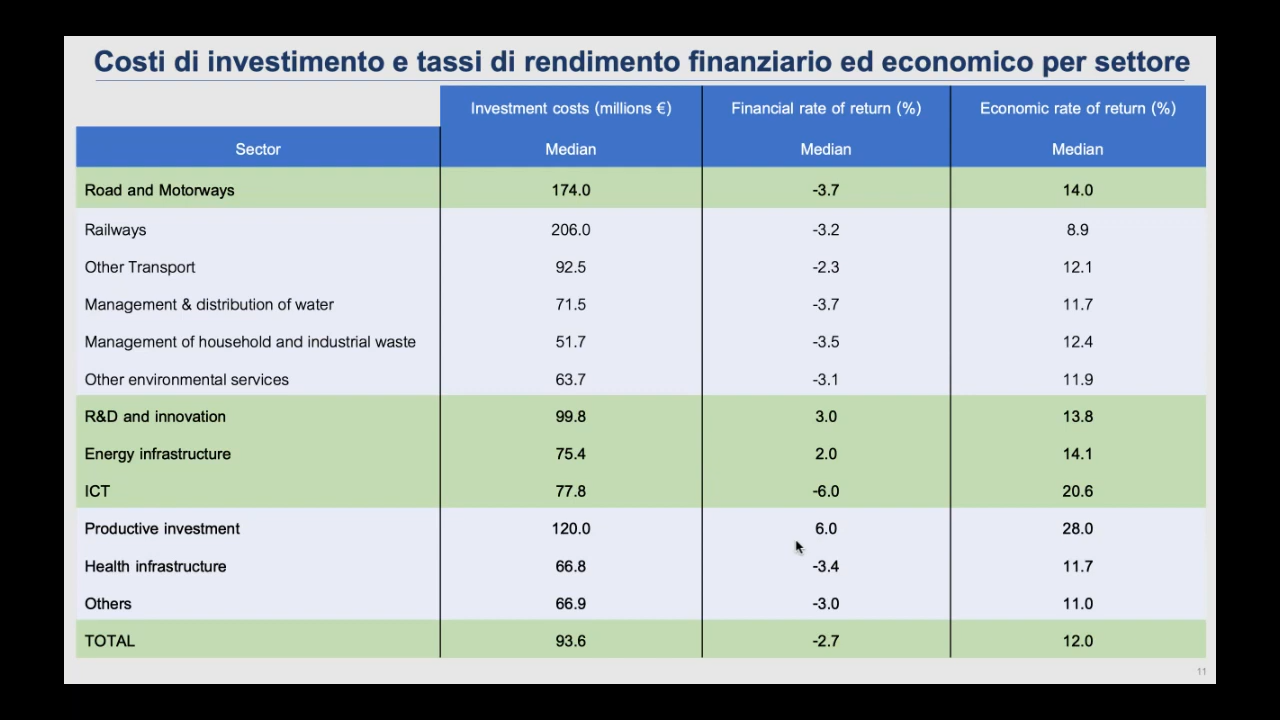 Costi di investimento e tassi di rendimento finanziario ed economico per settore
Investment costs (millions €) Financial rate of return (%) Economic rate of return (%)
Sector Median Median Median
Road and Motorways 174.0 -3.7 14.0
Railways 206.0 -3.2 8.9
Other Transport 92.5 -2.3 12.1
Management & distribution of water 71.5 -3.7 11.7
Management of household and industrial waste 51.7 -3.5 12.4
Other environmental services 63.7 -3.1 11.9
R&D and innovation 99.8 3.0 13.8
Energy infrastructure 75.4 2.0 14.1
ICT 77.8 -6.0 20.6
Productive investment 120.0 6.0 28.0
Health infrastructure 66.8 -3.4 11.7
Others 66.9 -3.0 11.0
TOTAL 93.6 -2.7 12.0
11